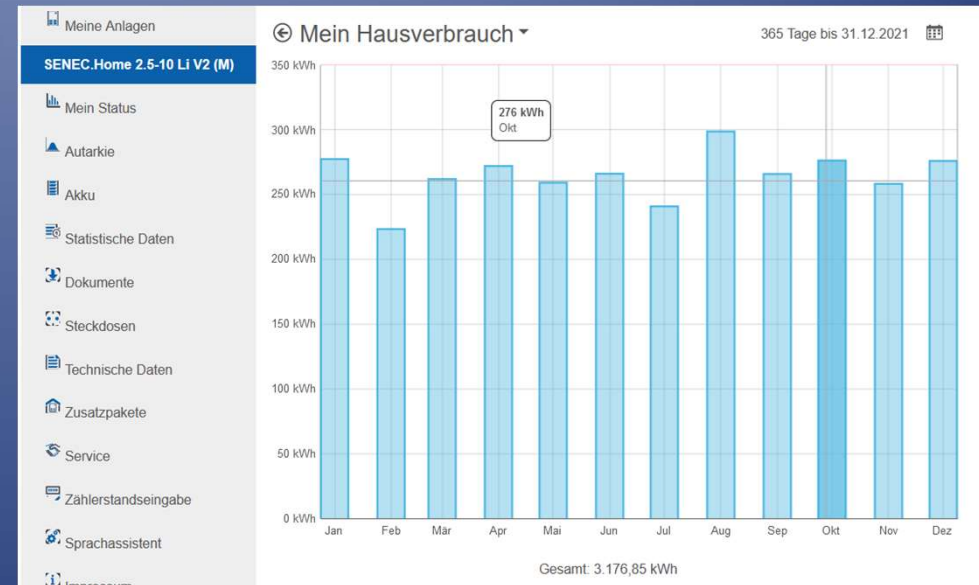 Meine Anlagen
SENEC.Home 2.5-10 Li V2 (M)
Mein Status
Autarkie
Akku
Statistische Daten
Dokumente
Steckdosen
Technische Daten
Zusatzpakete
Service
Zählerstandseingabe
Sprachassistent
Impressum
Mein Hausverbrauch
365 Tage bis 31.12.2021
350 kWh
300 kWh
250 kWh
200 kWh
150 kWh
100 kWh
50 kWh
0 kWh
276 kWh
Okt
Jan Feb Mär Apr Mai Jun Jul Aug Sep Okt Nov Dez
Gesamt: 3.176,85 kWh